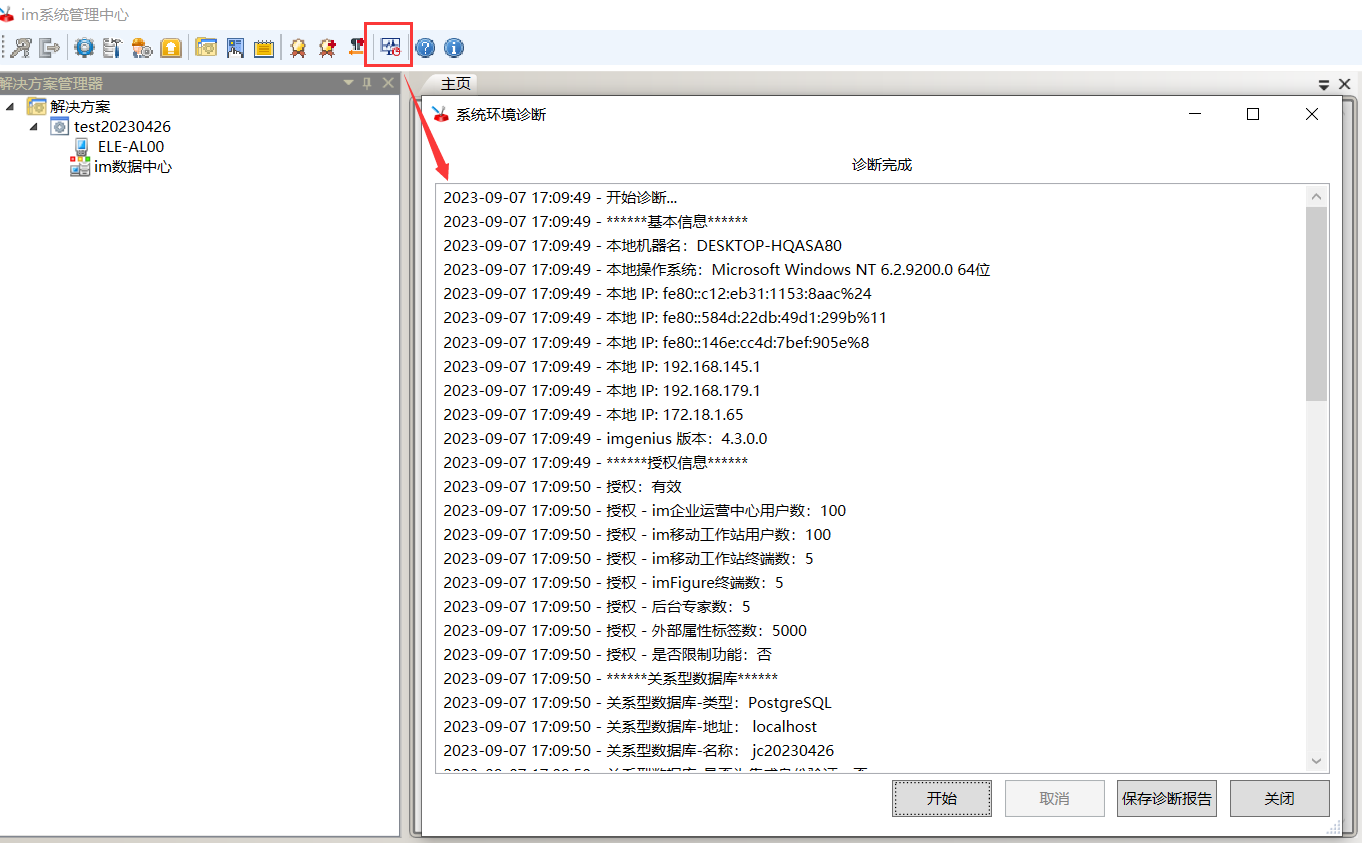 im系统管理中心
解决方案管理器
解决方案
test20230426
ELE-AL00
im数据中心
主页
系统环境诊断
诊断完成
2023-09-07 17:09:49 - 开始诊断...
2023-09-07 17:09:49 - ******基本信息******
2023-09-07 17:09:49 - 本地机器名：DESKTOP-HQASA80
2023-09-07 17:09:49 - 本地操作系统：Microsoft Windows NT 6.2.9200.0 64位
2023-09-07 17:09:49 - 本地 IP: fe80::c12:eb31:1153:8aac%24
2023-09-07 17:09:49 - 本地 IP: fe80::584d:22db:49d1:299b%11
2023-09-07 17:09:49 - 本地 IP: fe80::146e:cc4d:7bef:905e%8
2023-09-07 17:09:49 - 本地 IP: 192.168.145.1
2023-09-07 17:09:49 - 本地 IP: 192.168.179.1
2023-09-07 17:09:49 - 本地 IP: 172.18.1.65
2023-09-07 17:09:49 - imgenius 版本：4.3.0.0
2023-09-07 17:09:49 - ******授权信息******
2023-09-07 17:09:50 - 授权：有效
2023-09-07 17:09:50 - 授权 - im企业运营中心用户数：100
2023-09-07 17:09:50 - 授权 - im移动工作站用户数：100
2023-09-07 17:09:50 - 授权 - im移动工作站终端数：5
2023-09-07 17:09:50 - 授权 - imFigure终端数：5
2023-09-07 17:09:50 - 授权 - 后台专家数：5
2023-09-07 17:09:50 - 授权 - 外部属性标签数：5000
2023-09-07 17:09:50 - 授权 - 是否限制功能：否
2023-09-07 17:09:50 - ******关系型数据库******
2023-09-07 17:09:50 - 关系型数据库-类型：PostgreSQL
2023-09-07 17:09:50 - 关系型数据库-地址： localhost
2023-09-07 17:09:50 - 关系型数据库-名称： jc20230426
开始
取消
保存诊断报告
关闭